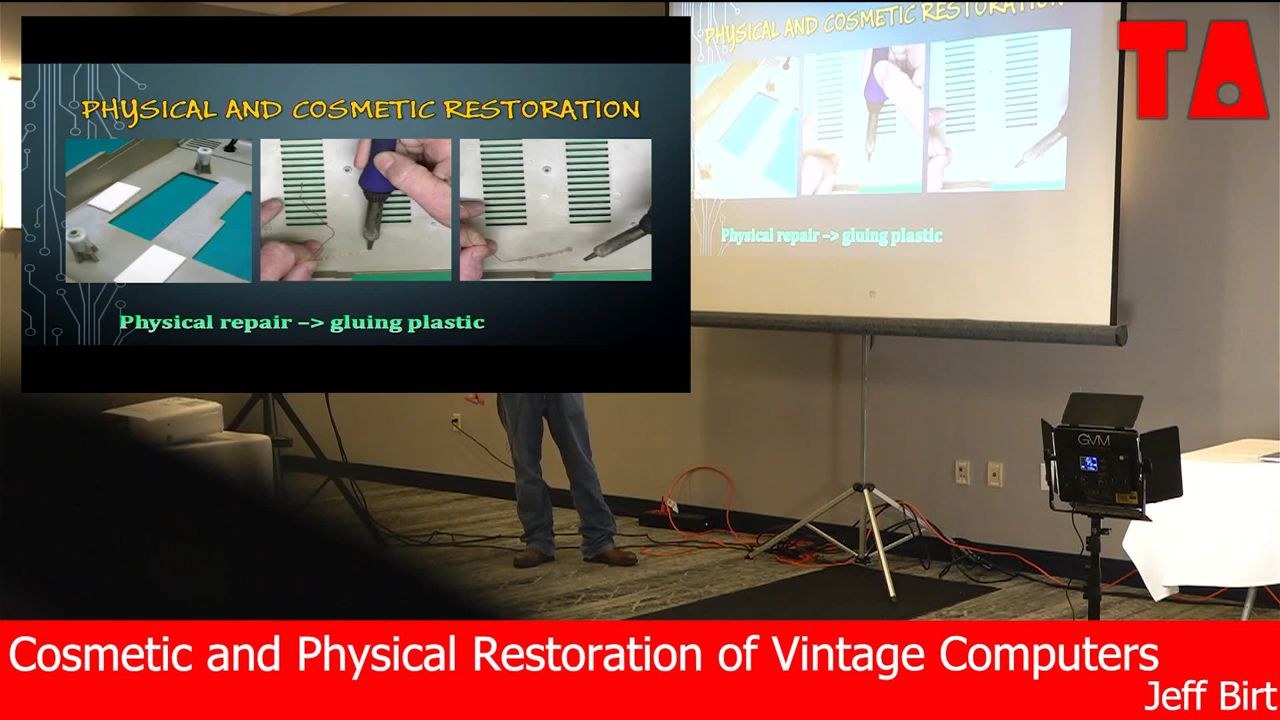 PHYSICAL AND COSMETIC RESTORATION
Physical repair –> gluing plastic
PHYSICAL AND COSMETIC RESTORATION
Physical repair –> gluing plastic
TA
GVM
Cosmetic and Physical Restoration of Vintage Computers
Jeff Birt